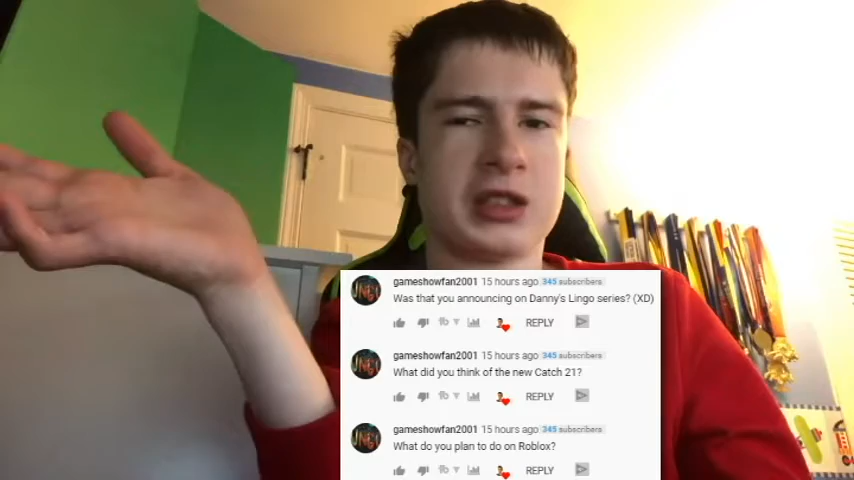 gameshowfan2001 15 hours ago 345 subscribers
Was that you announcing on Danny's Lingo series? (XD)
REPLY
gameshowfan2001 15 hours ago 345 subscribers
What did you think of the new Catch 21?
REPLY
gameshowfan2001 15 hours ago 345 subscribers
What do you plan to do on Roblox?
REPLY